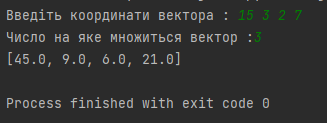 Введіть координати вектора : 15 3 2 7
Число на яке множиться вектор :3
[45.0, 9.0, 6.0, 21.0]
Process finished with exit code 0